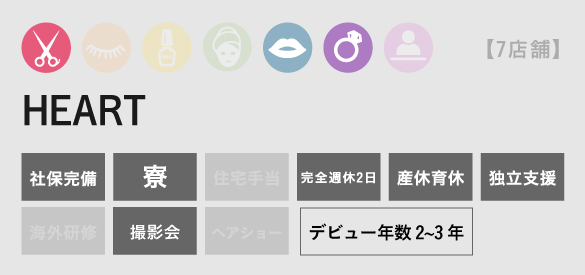 【7店舗】
HEART
社保完備 寮 住宅手当 完全週休2日 産休育休 独立支援
海外研修 撮影会 ヘアショー デビュー年数 2~3 年